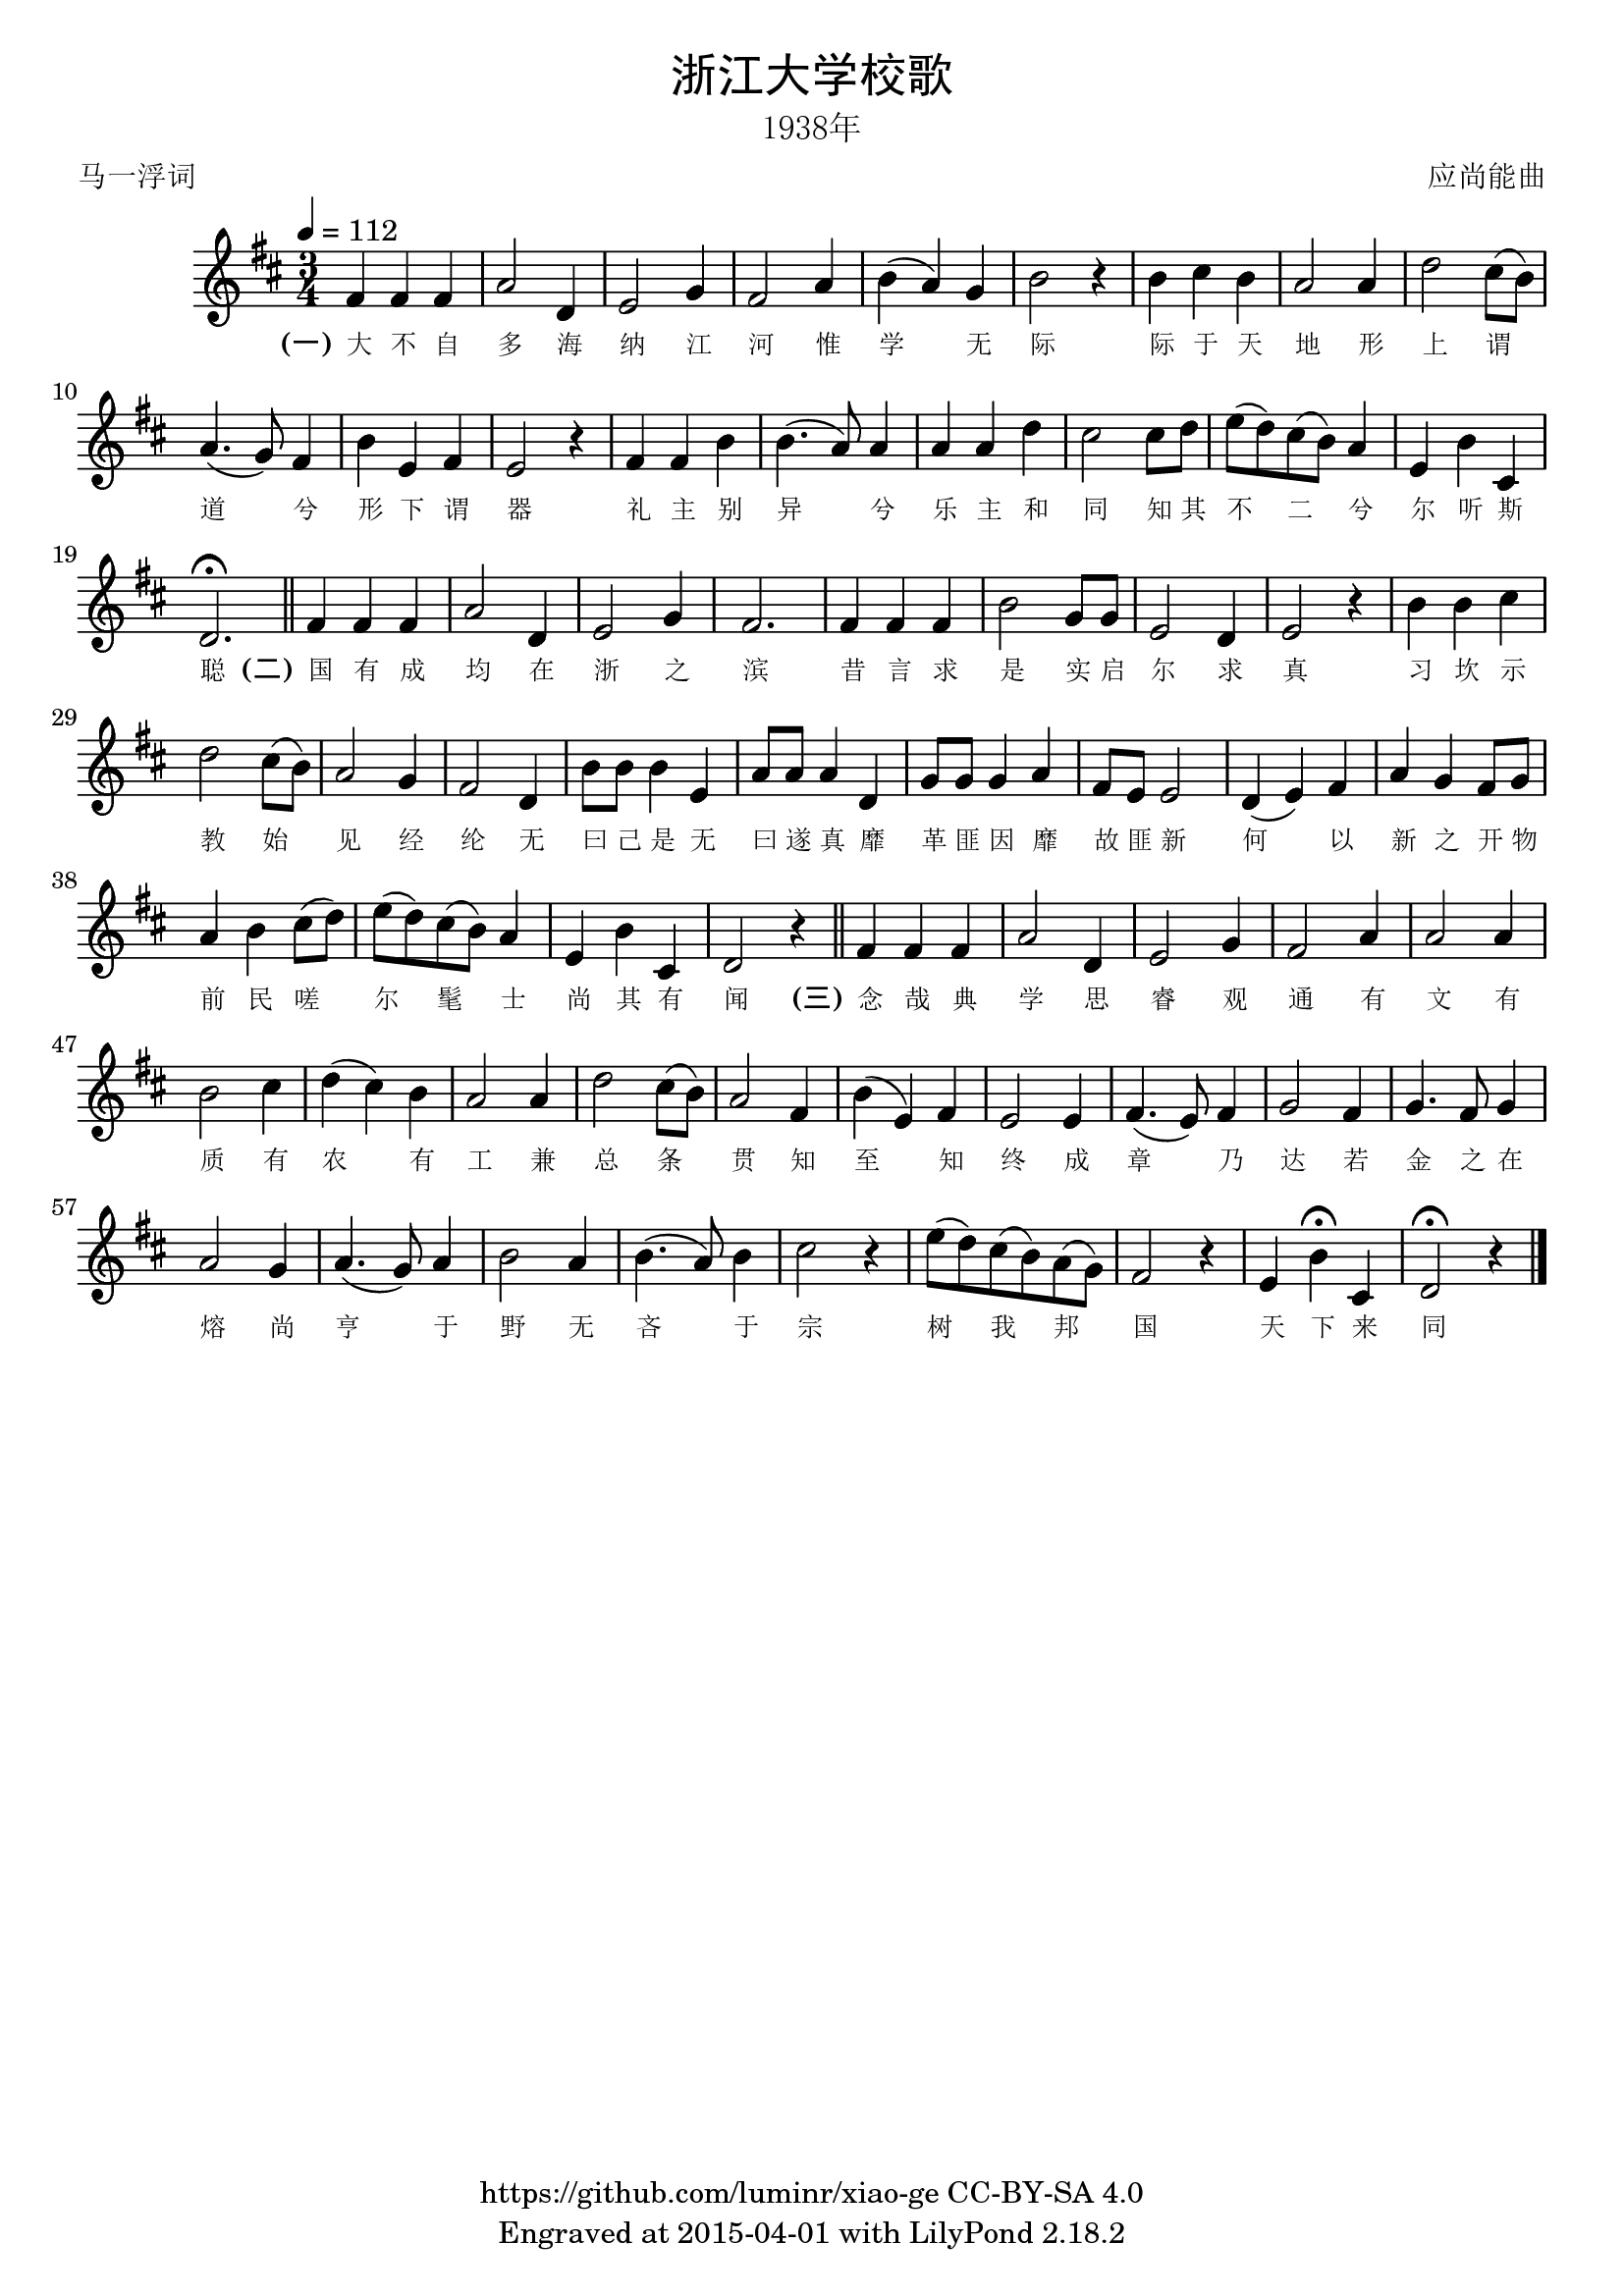 浙江大学校歌
1938年
马一浮词 应尚能曲
= 112
3
4
(一) 大 不 自 多 海 纳 江 河 惟 学 无 际 际 于 天 地 形 上 谓
10
道 兮 形 下 谓 器 礼 主 别 异 兮 乐 主 和 同 知 其 不 二 兮 尔 听 斯
19
聪 (二) 国 有 成 均 在 浙 之 滨 昔 言 求 是 实 启 尔 求 真 习 坎 示
29
教 始 见 经 纶 无 曰 己 是 无 曰 遂 真 靡 革 匪 因 靡 故 匪 新 何 以 新 之 开 物
38
前 民 嗟 尔 髦 士 尚 其 有 闻 (三) 念 哉 典 学 思 睿 观 通 有 文 有
47
质 有 农 有 工 兼 总 条 贯 知 至 知 终 成 章 乃 达 若 金 之 在
57
熔 尚 亨 于 野 无 吝 于 宗 树 我 邦 国 天 下 来 同
https://github.com/luminr/xiao-ge CC-BY-SA 4.0
Engraved at 2015-04-01 with LilyPond 2.18.2